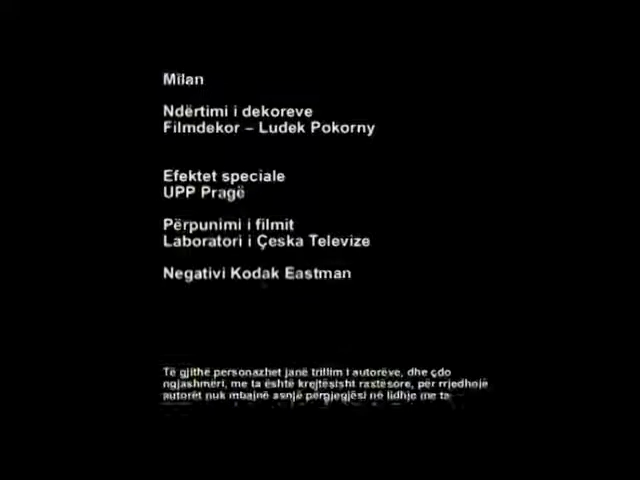 Milan
Ndërtimi i dekoreve
Filmdekor – Ludek Pokorny
Efektet speciale
UPP Pragë
Përpunimi i filmit
Laboratori i Çeska Televize
Negativi Kodak Eastman
Të gjithë personazhet janë trillim i autorëve, dhe çdo
ngjashmëri, me ta është krejtësisht rastësore, për rrjedhojë
autorët nuk mbajnë asnjë përgjegjësi në lidhje me ta